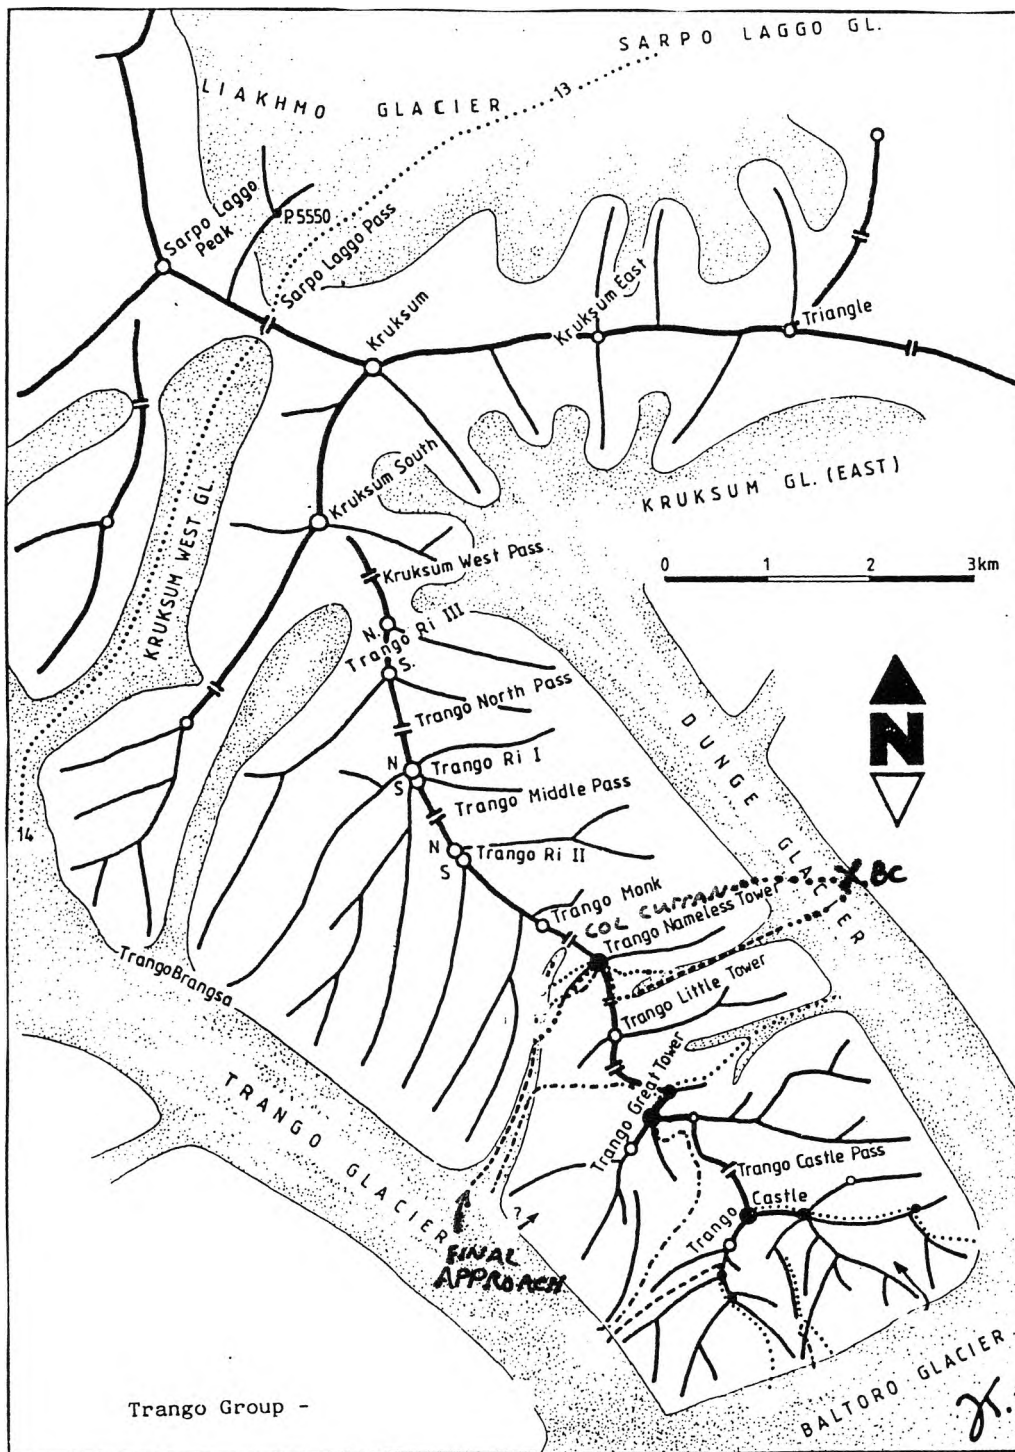 SARPO LAGGO GL.
LIAKHMO GLACIER
13
P.5550
Sarpo Laggo
Peak
Sarpo Laggo Pass
Kruksum
Kruksum East
Triangle
Kruksum South
KRUKSUM GL. (EAST)
KRUKSUM WEST GL.
Kruksum West Pass
0 1 2 3km
N.
Trango Ri III
S.
Trango North Pass
N
DUNGE GLACIER
N
Trango Ri I
S
Trango Middle Pass
14
N
Trango Ri II
S
X BC
Trango Monk
COL CURRAN
Trango Nameless Tower
Trango Brangsa
Trango Little Tower
Trango Great Tower
TRANGO GLACIER
Trango Castle Pass
Trango Castle
?
FINAL
APPROACH
BALTORO GLACIER
Trango Group -